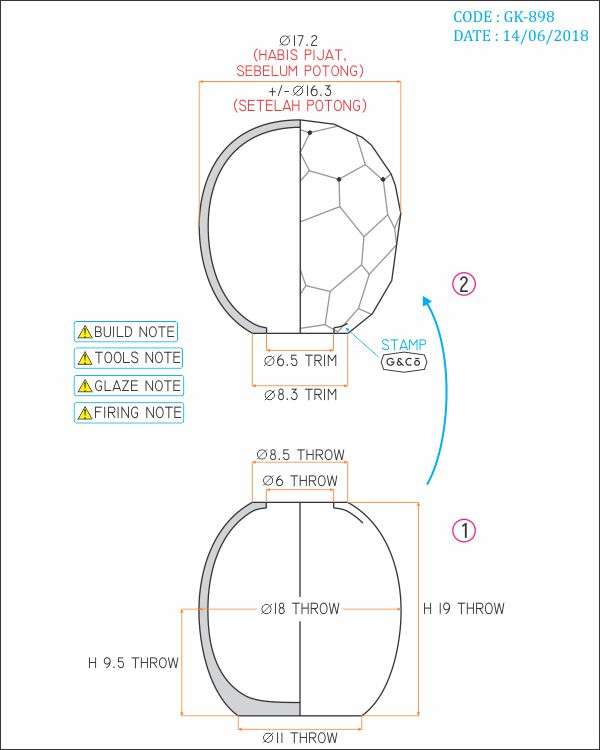 CODE : GK-898
DATE : 14/06/2018
Ø17.2
(HABIS PIJAT,
SEBELUM POTONG)
+/-Ø16.3
(SETELAH POTONG)
2
BUILD NOTE
TOOLS NOTE
GLAZE NOTE
FIRING NOTE
STAMP
G&Cō
Ø6.5 TRIM
Ø8.3 TRIM
Ø8.5 THROW
Ø6 THROW
1
Ø18 THROW
H 19 THROW
H 9.5 THROW
Ø11 THROW